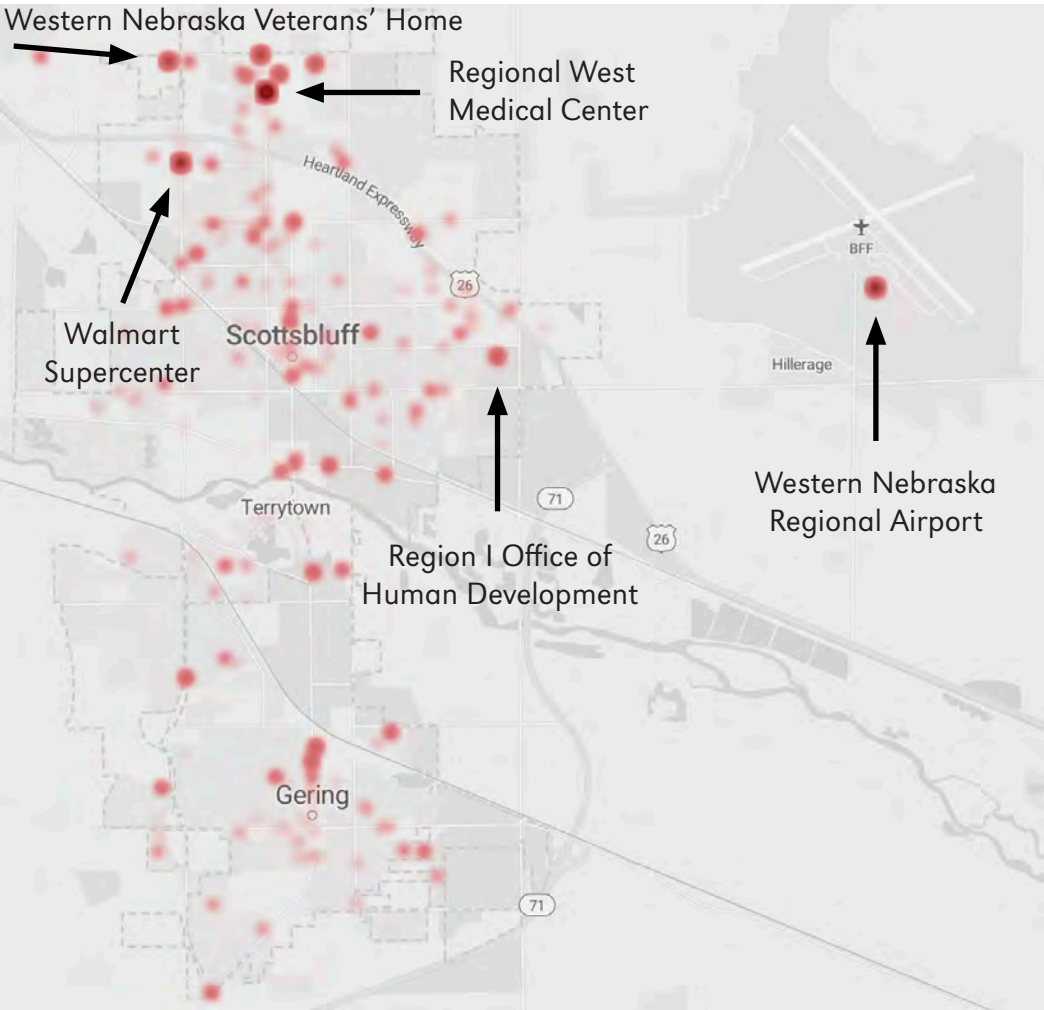 Western Nebraska Veterans’ Home
Regional West
Medical Center
Heartland Expressway
BFF
26
Walmart
Supercenter
Scottsbluff
Hillerage
Western Nebraska
Regional Airport
71
Terrytown
26
Region I Office of
Human Development
Gering
71